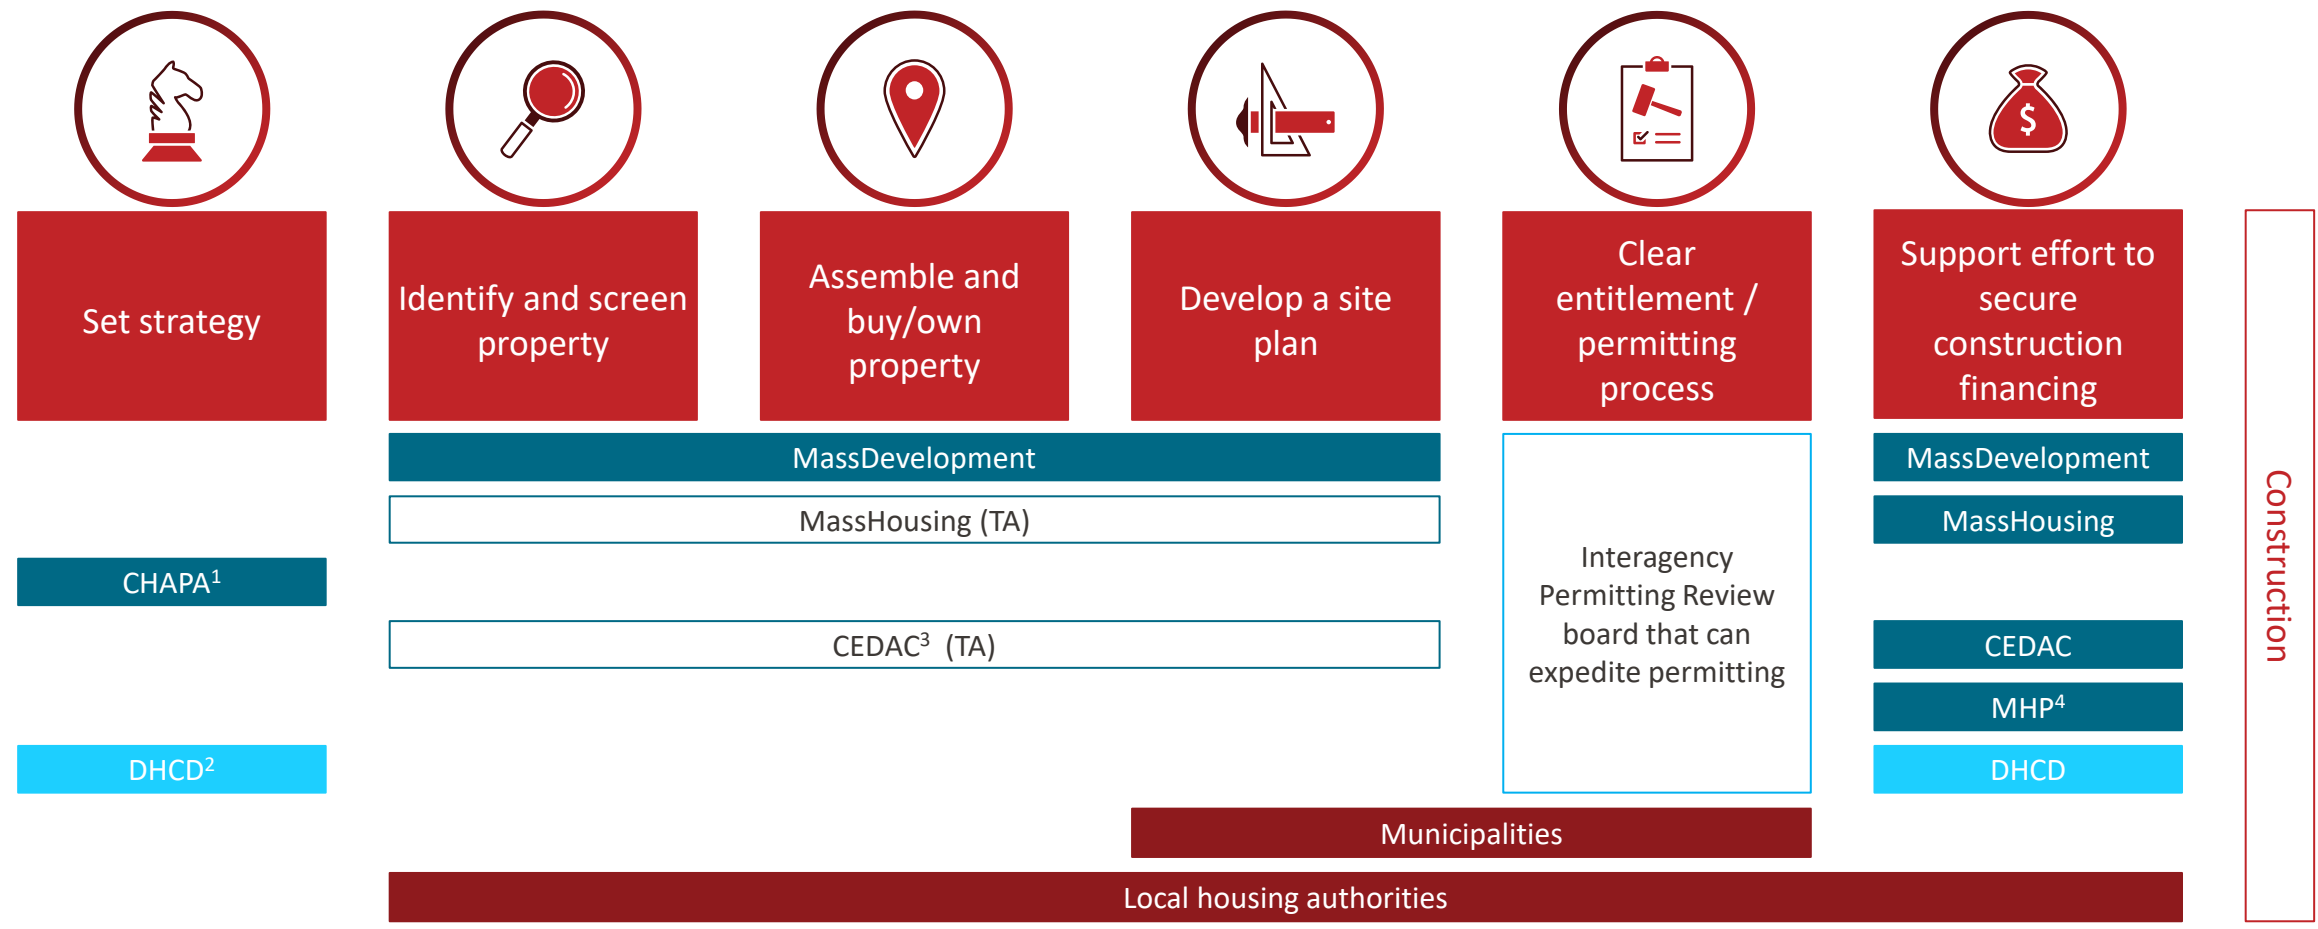 Set strategy
Identify and screen
property
Assemble and
buy/own
property
Develop a site
plan
Clear
entitlement /
permitting
process
Support effort to
secure
construction
financing
MassDevelopment
MassDevelopment
MassHousing (TA)
MassHousing
CHAPA¹
Interagency
Permitting Review
board that can
expedite permitting
CEDAC³ (TA)
CEDAC
MHP⁴
DHCD²
DHCD
Municipalities
Local housing authorities
Construction
$